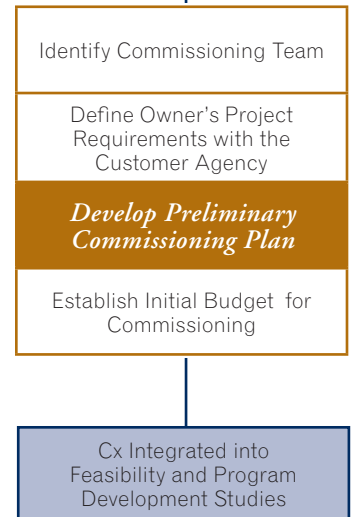 Identify Commissioning Team
Define Owner's Project
Requirements with the
Customer Agency
Develop Preliminary
Commissioning Plan
Establish Initial Budget for
Commissioning
Cx Integrated into
Feasibility and Program
Development Studies